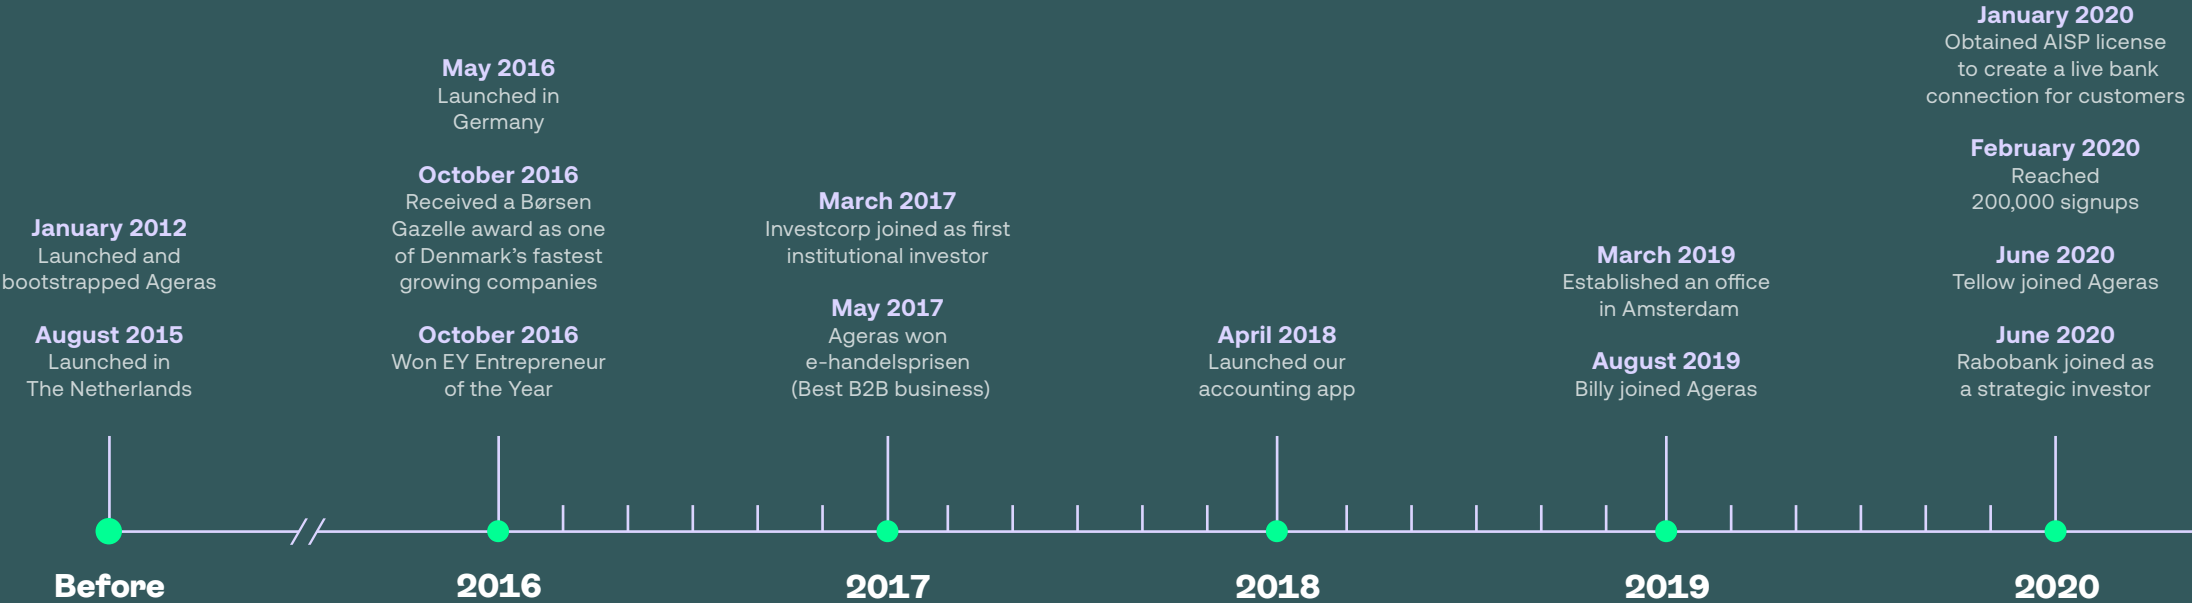 January 2012
Launched and
bootstrapped Ageras
August 2015
Launched in
The Netherlands
Before
May 2016
Launched in
Germany
October 2016
Received a Børsen
Gazelle award as one
of Denmark’s fastest
growing companies
October 2016
Won EY Entrepreneur
of the Year
2016
March 2017
Investcorp joined as first
institutional investor
May 2017
Ageras won
e-handelsprisen
(Best B2B business)
2017
April 2018
Launched our
accounting app
2018
March 2019
Established an office
in Amsterdam
August 2019
Billy joined Ageras
2019
January 2020
Obtained AISP license
to create a live bank
connection for customers
February 2020
Reached
200,000 signups
June 2020
Tellow joined Ageras
June 2020
Rabobank joined as
a strategic investor
2020